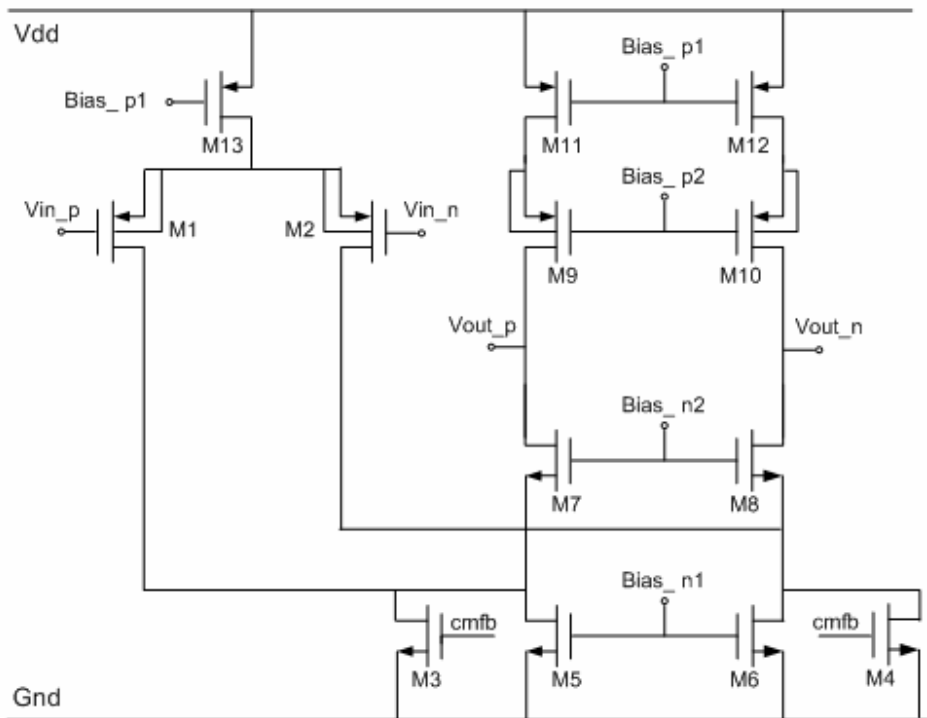 Vdd
Bias_ p1
Bias_ p1
M13
M11
M12
Bias_ p2
Vin_p
M1
M2
Vin_n
M9
M10
Vout_p
Vout_n
Bias_ n2
M7
M8
Bias_ n1
cmfb
cmfb
M3
M5
M6
M4
Gnd